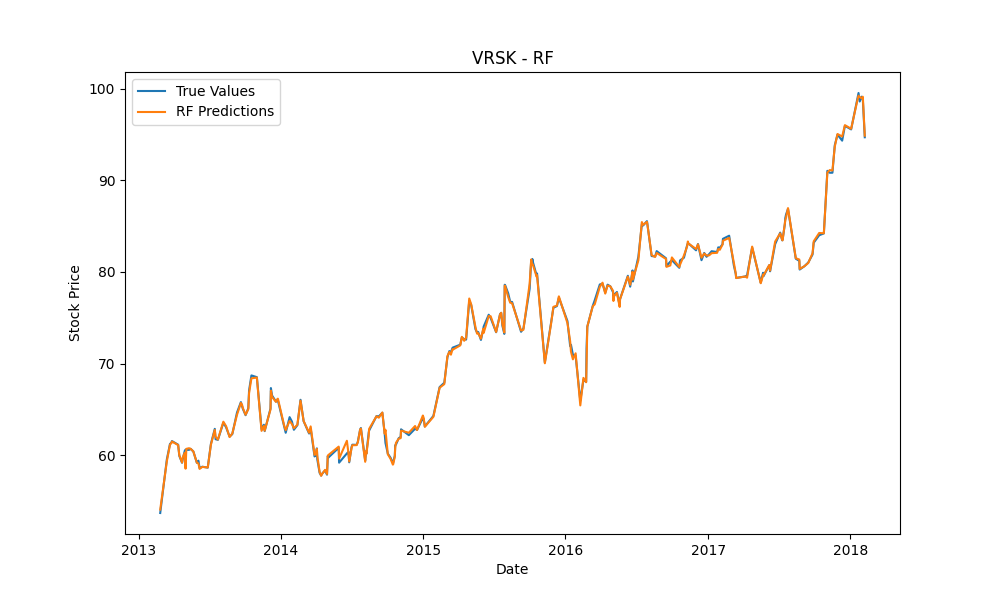 VRSK - RF
True Values
RF Predictions
100
90
80
70
60
Stock Price
2013 2014 2015 2016 2017 2018
Date